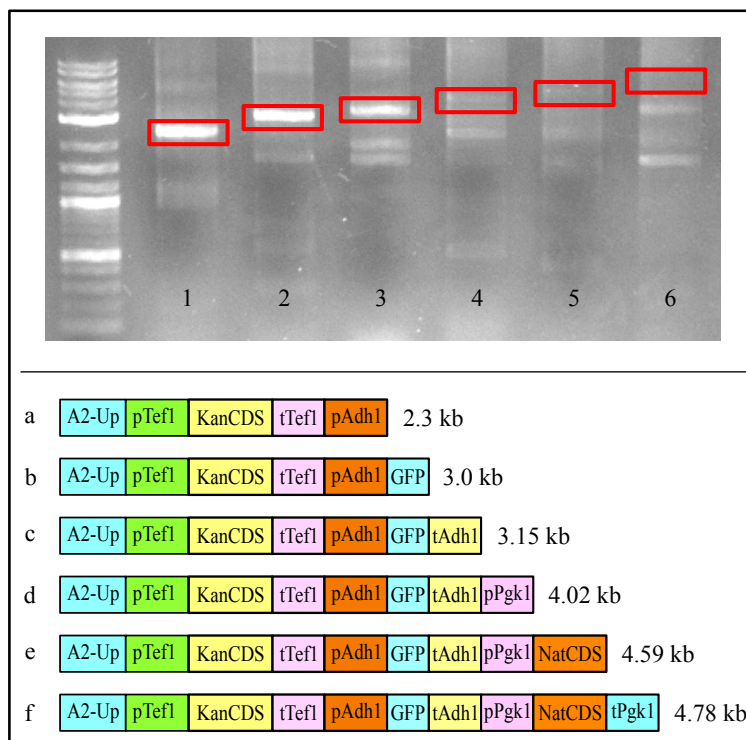 1 2 3 4 5 6
a A2-Up pTef1 KanCDS tTef1 pAdh1 2.3 kb
b A2-Up pTef1 KanCDS tTef1 pAdh1 GFP 3.0 kb
c A2-Up pTef1 KanCDS tTef1 pAdh1 GFP tAdh1 3.15 kb
d A2-Up pTef1 KanCDS tTef1 pAdh1 GFP tAdh1 pPgk1 4.02 kb
e A2-Up pTef1 KanCDS tTef1 pAdh1 GFP tAdh1 pPgk1 NatCDS 4.59 kb
f A2-Up pTef1 KanCDS tTef1 pAdh1 GFP tAdh1 pPgk1 NatCDS tPgk1 4.78 kb